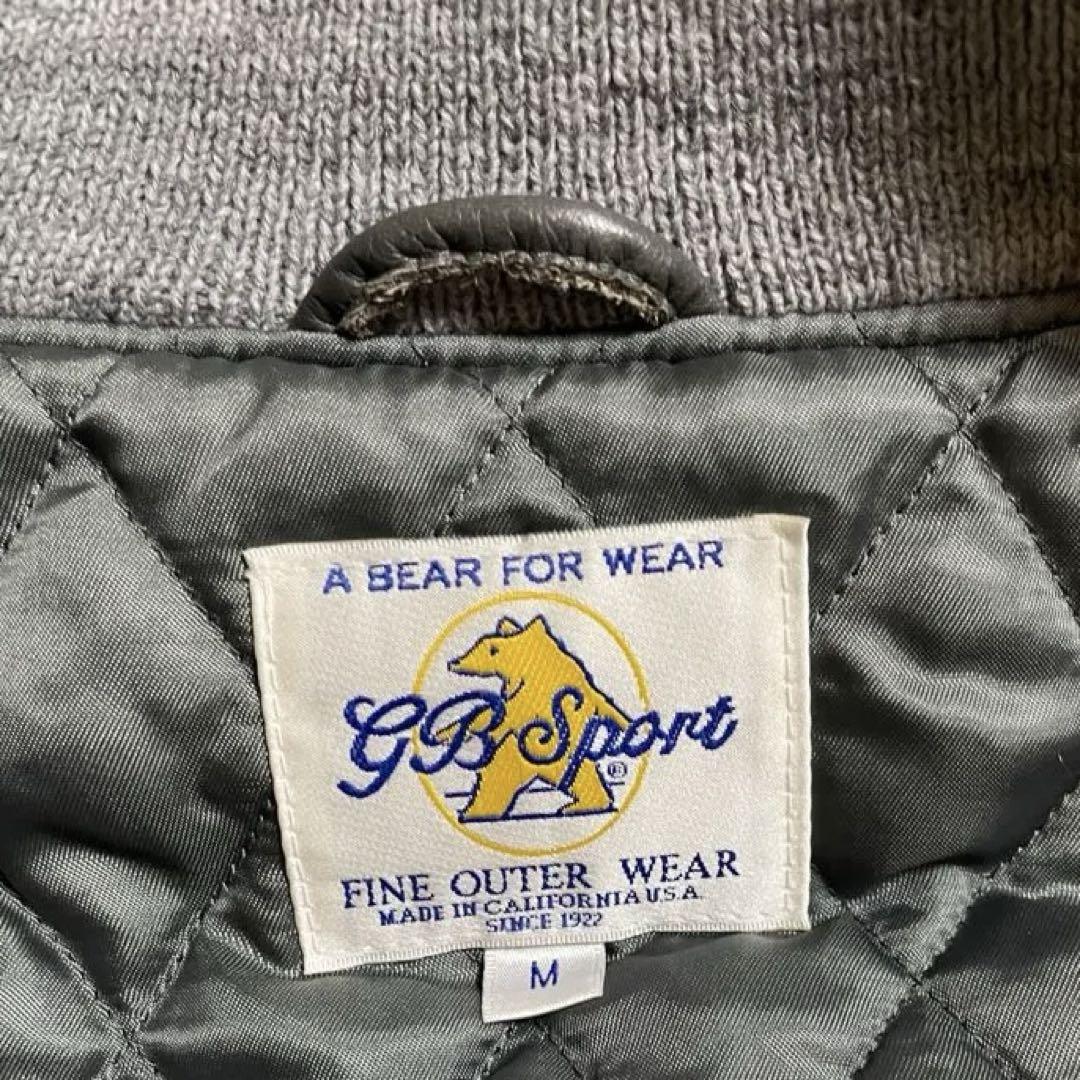 A BEAR FOR WEAR
GB Sport®
FINE OUTER WEAR
MADE IN CALIFORNIA U.S.A.
SINCE 1922
M